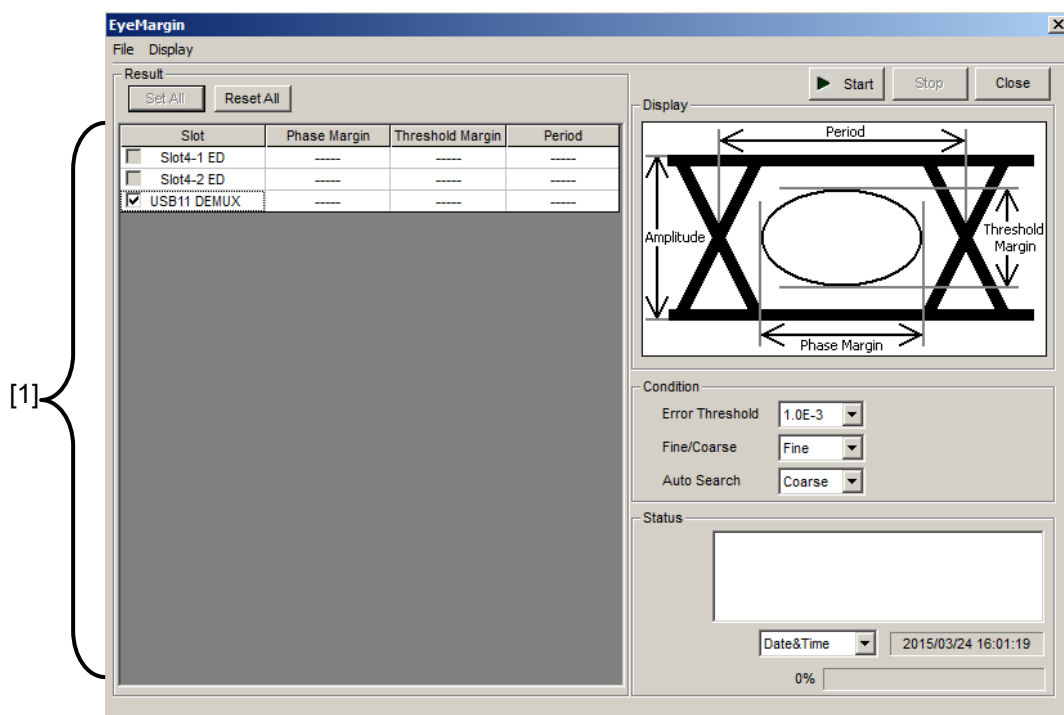 EyeMargin
File Display
Result
Set All Reset All
Slot Phase Margin Threshold Margin Period
Slot4-1 ED ----- ----- -----
Slot4-2 ED ----- ----- -----
USB11 DEMUX ----- ----- -----
[1]
Start Stop Close
Display
Period
Amplitude
Threshold
Margin
Phase Margin
Condition
Error Threshold 1.0E-3
Fine/Coarse Fine
Auto Search Coarse
Status
Date&Time 2015/03/24 16:01:19
0%